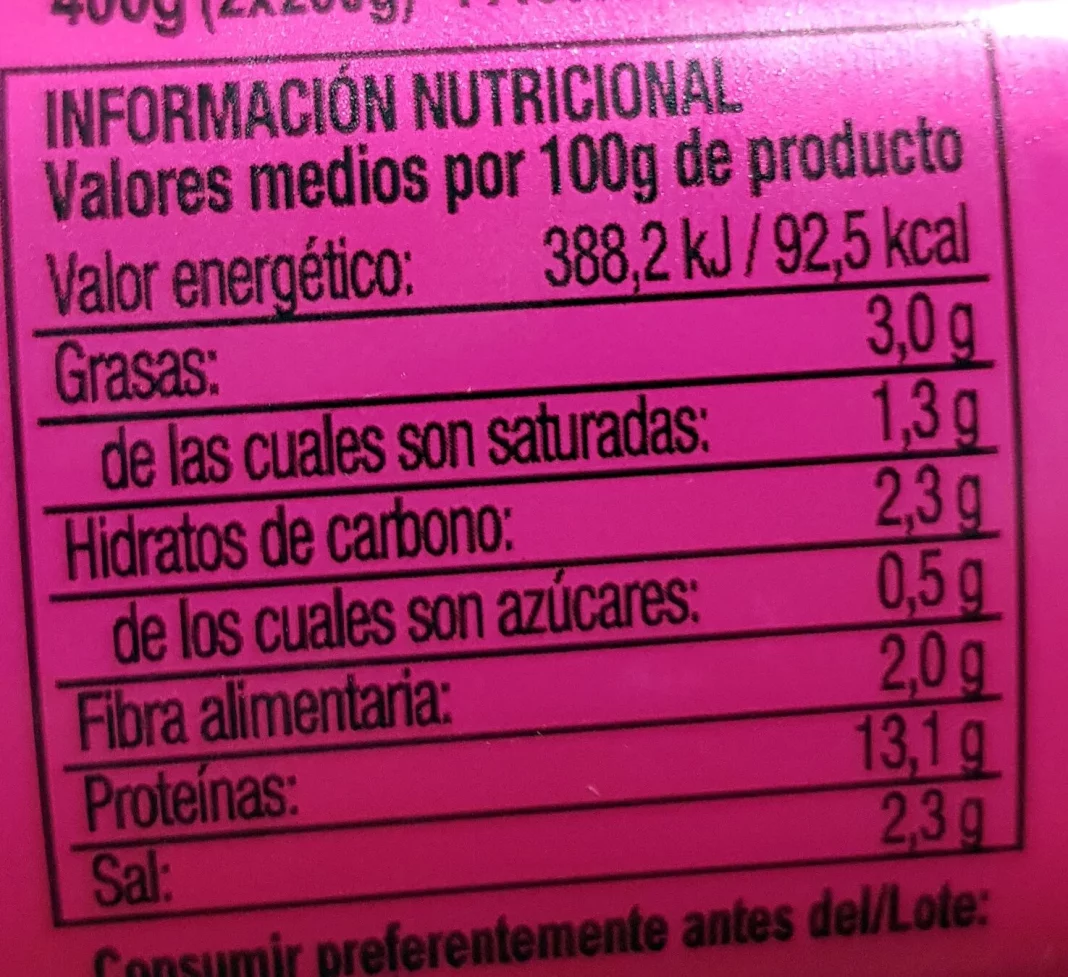 400g (2x200g)
INFORMACIÓN NUTRICIONAL
Valores medios por 100g de producto
Valor energético: 388,2 kJ / 92,5 kcal
Grasas: 3,0 g
de las cuales son saturadas: 1,3 g
Hidratos de carbono: 2,3 g
de los cuales son azúcares: 0,5 g
Fibra alimentaria: 2,0 g
Proteínas: 13,1 g
Sal: 2,3 g
Consumir preferentemente antes del/Lote: